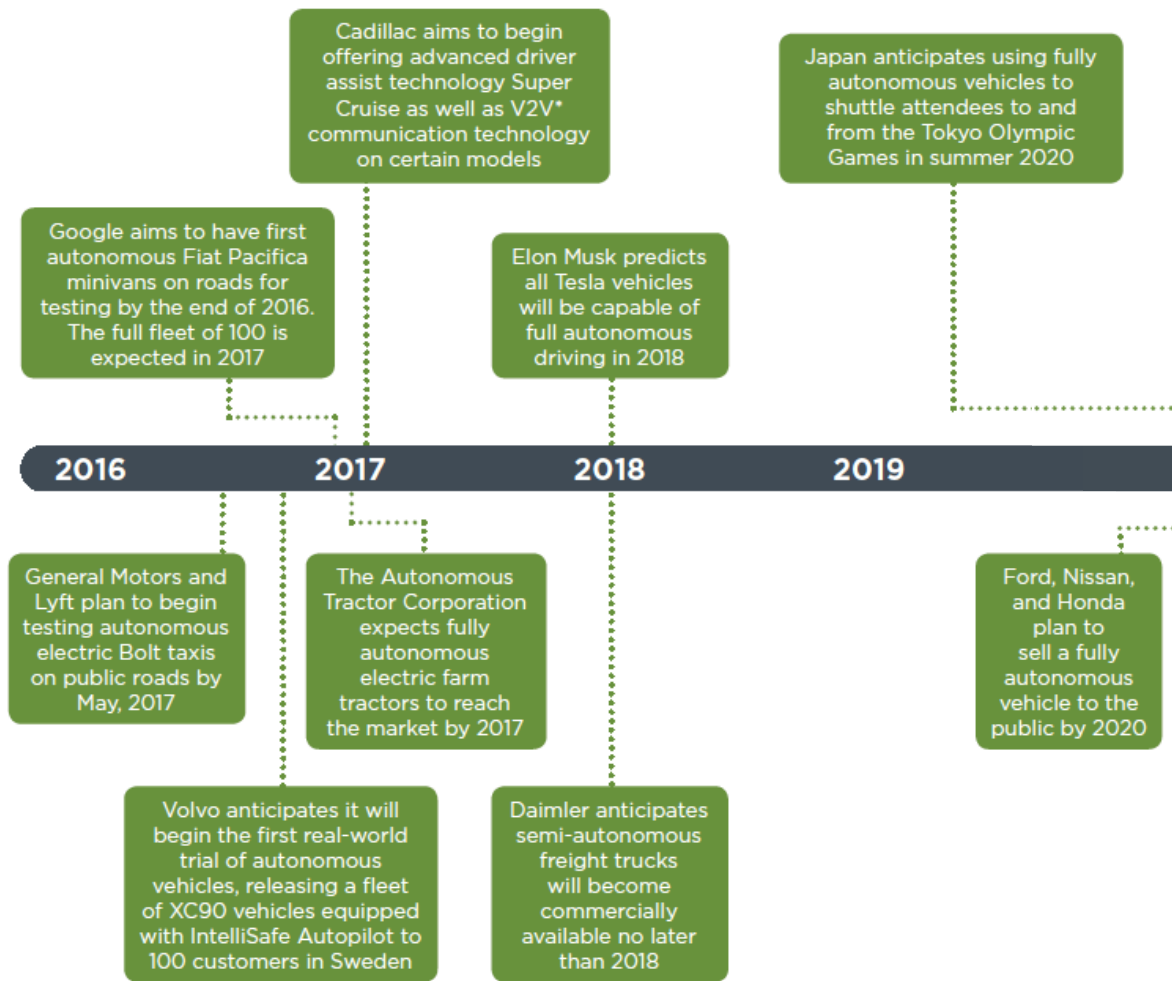 Cadillac aims to begin
offering advanced driver
assist technology Super
Cruise as well as V2V*
communication technology
on certain models
Japan anticipates using fully
autonomous vehicles to
shuttle attendees to and
from the Tokyo Olympic
Games in summer 2020
Google aims to have first
autonomous Fiat Pacifica
minivans on roads for
testing by the end of 2016.
The full fleet of 100 is
expected in 2017
Elon Musk predicts
all Tesla vehicles
will be capable of
full autonomous
driving in 2018
2016 2017 2018 2019
General Motors and
Lyft plan to begin
testing autonomous
electric Bolt taxis
on public roads by
May, 2017
The Autonomous
Tractor Corporation
expects fully
autonomous
electric farm
tractors to reach
the market by 2017
Ford, Nissan,
and Honda
plan to
sell a fully
autonomous
vehicle to the
public by 2020
Volvo anticipates it will
begin the first real-world
trial of autonomous
vehicles, releasing a fleet
of XC90 vehicles equipped
with IntelliSafe Autopilot to
100 customers in Sweden
Daimler anticipates
semi-autonomous
freight trucks
will become
commercially
available no later
than 2018